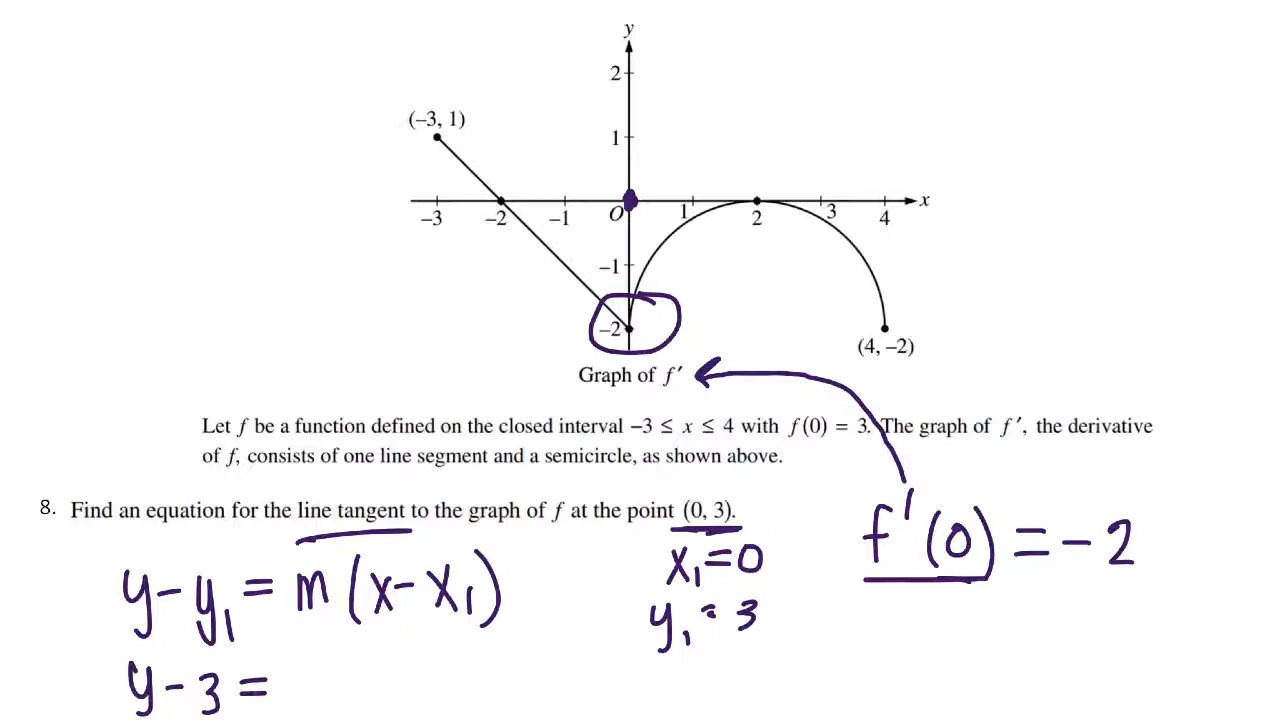 y
2
(–3, 1)
1
–3 –2 –1 O 1 2 3 4 x
–1
–2
(4, –2)
Graph of f′
Let f be a function defined on the closed interval –3 ≤ x ≤ 4 with f(0) = 3. The graph of f′, the derivative
of f, consists of one line segment and a semicircle, as shown above.
8. Find an equation for the line tangent to the graph of f at the point (0, 3).
f'(0) = -2
x₁=0
y - y₁ = m(x - x₁)
y₁ = 3
y - 3 =